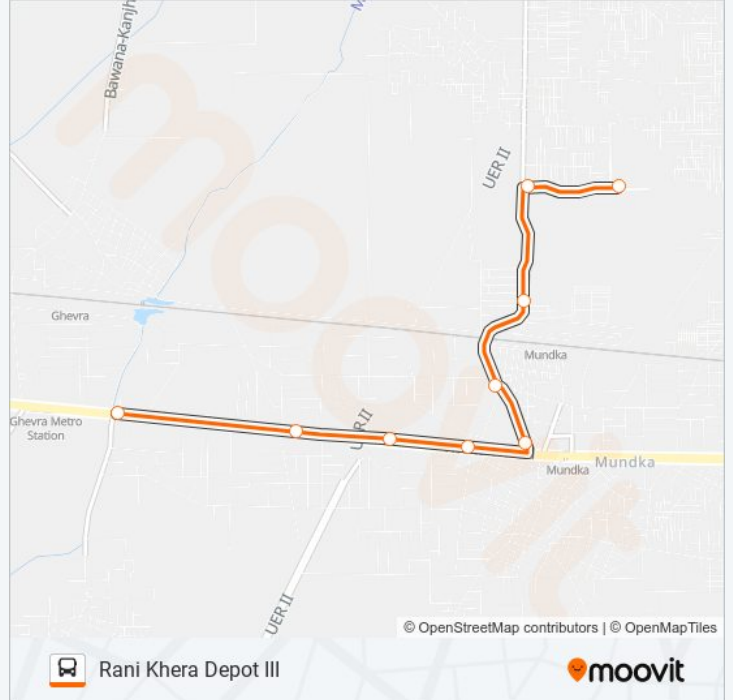 Bawana-Kanjh
M
UER II
Ghevra
Mundka
Ghevra Metro
Station
UER II
Mundka
Mundka
UER II
© OpenStreetMap contributors | © OpenMapTiles
Rani Khera Depot III
moovit
moovit